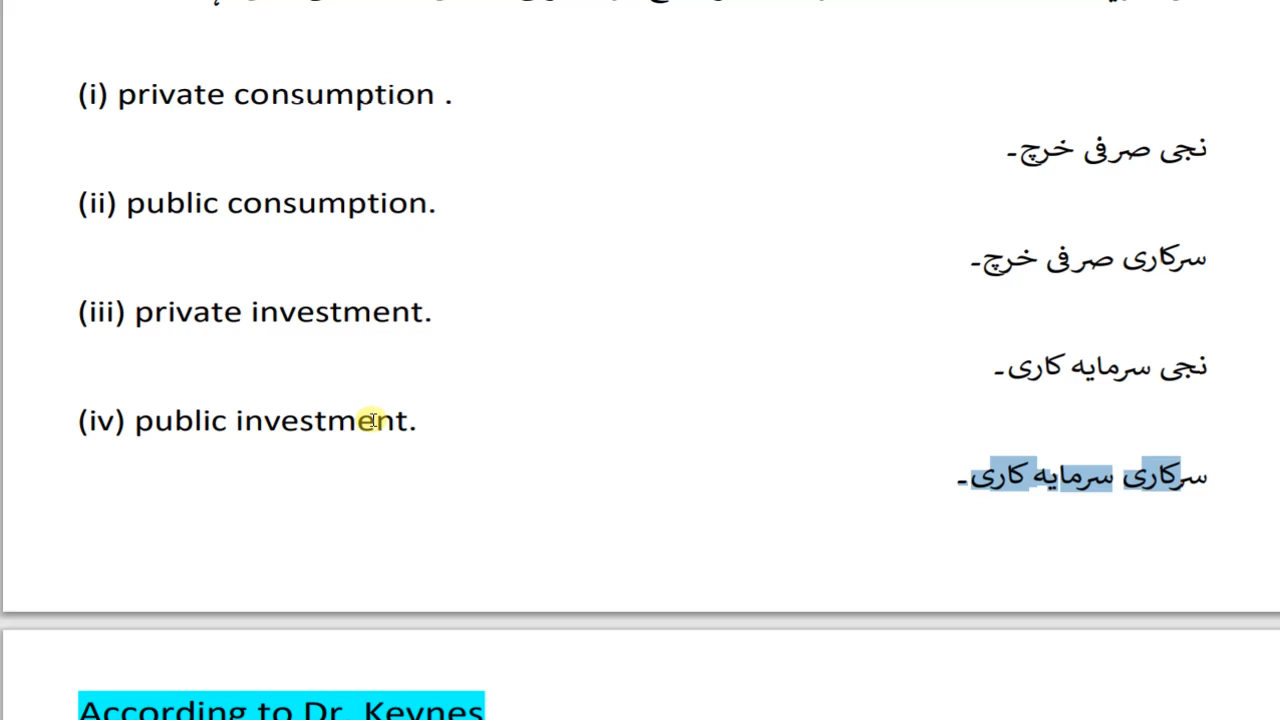 (i) private consumption .
نجی صرفی خرچ۔
(ii) public consumption.
سرکاری صرفی خرچ۔
(iii) private investment.
نجی سرمایہ کاری۔
(iv) public investment.
سرکاری سرمایہ کاری۔
According to Dr. Keynes